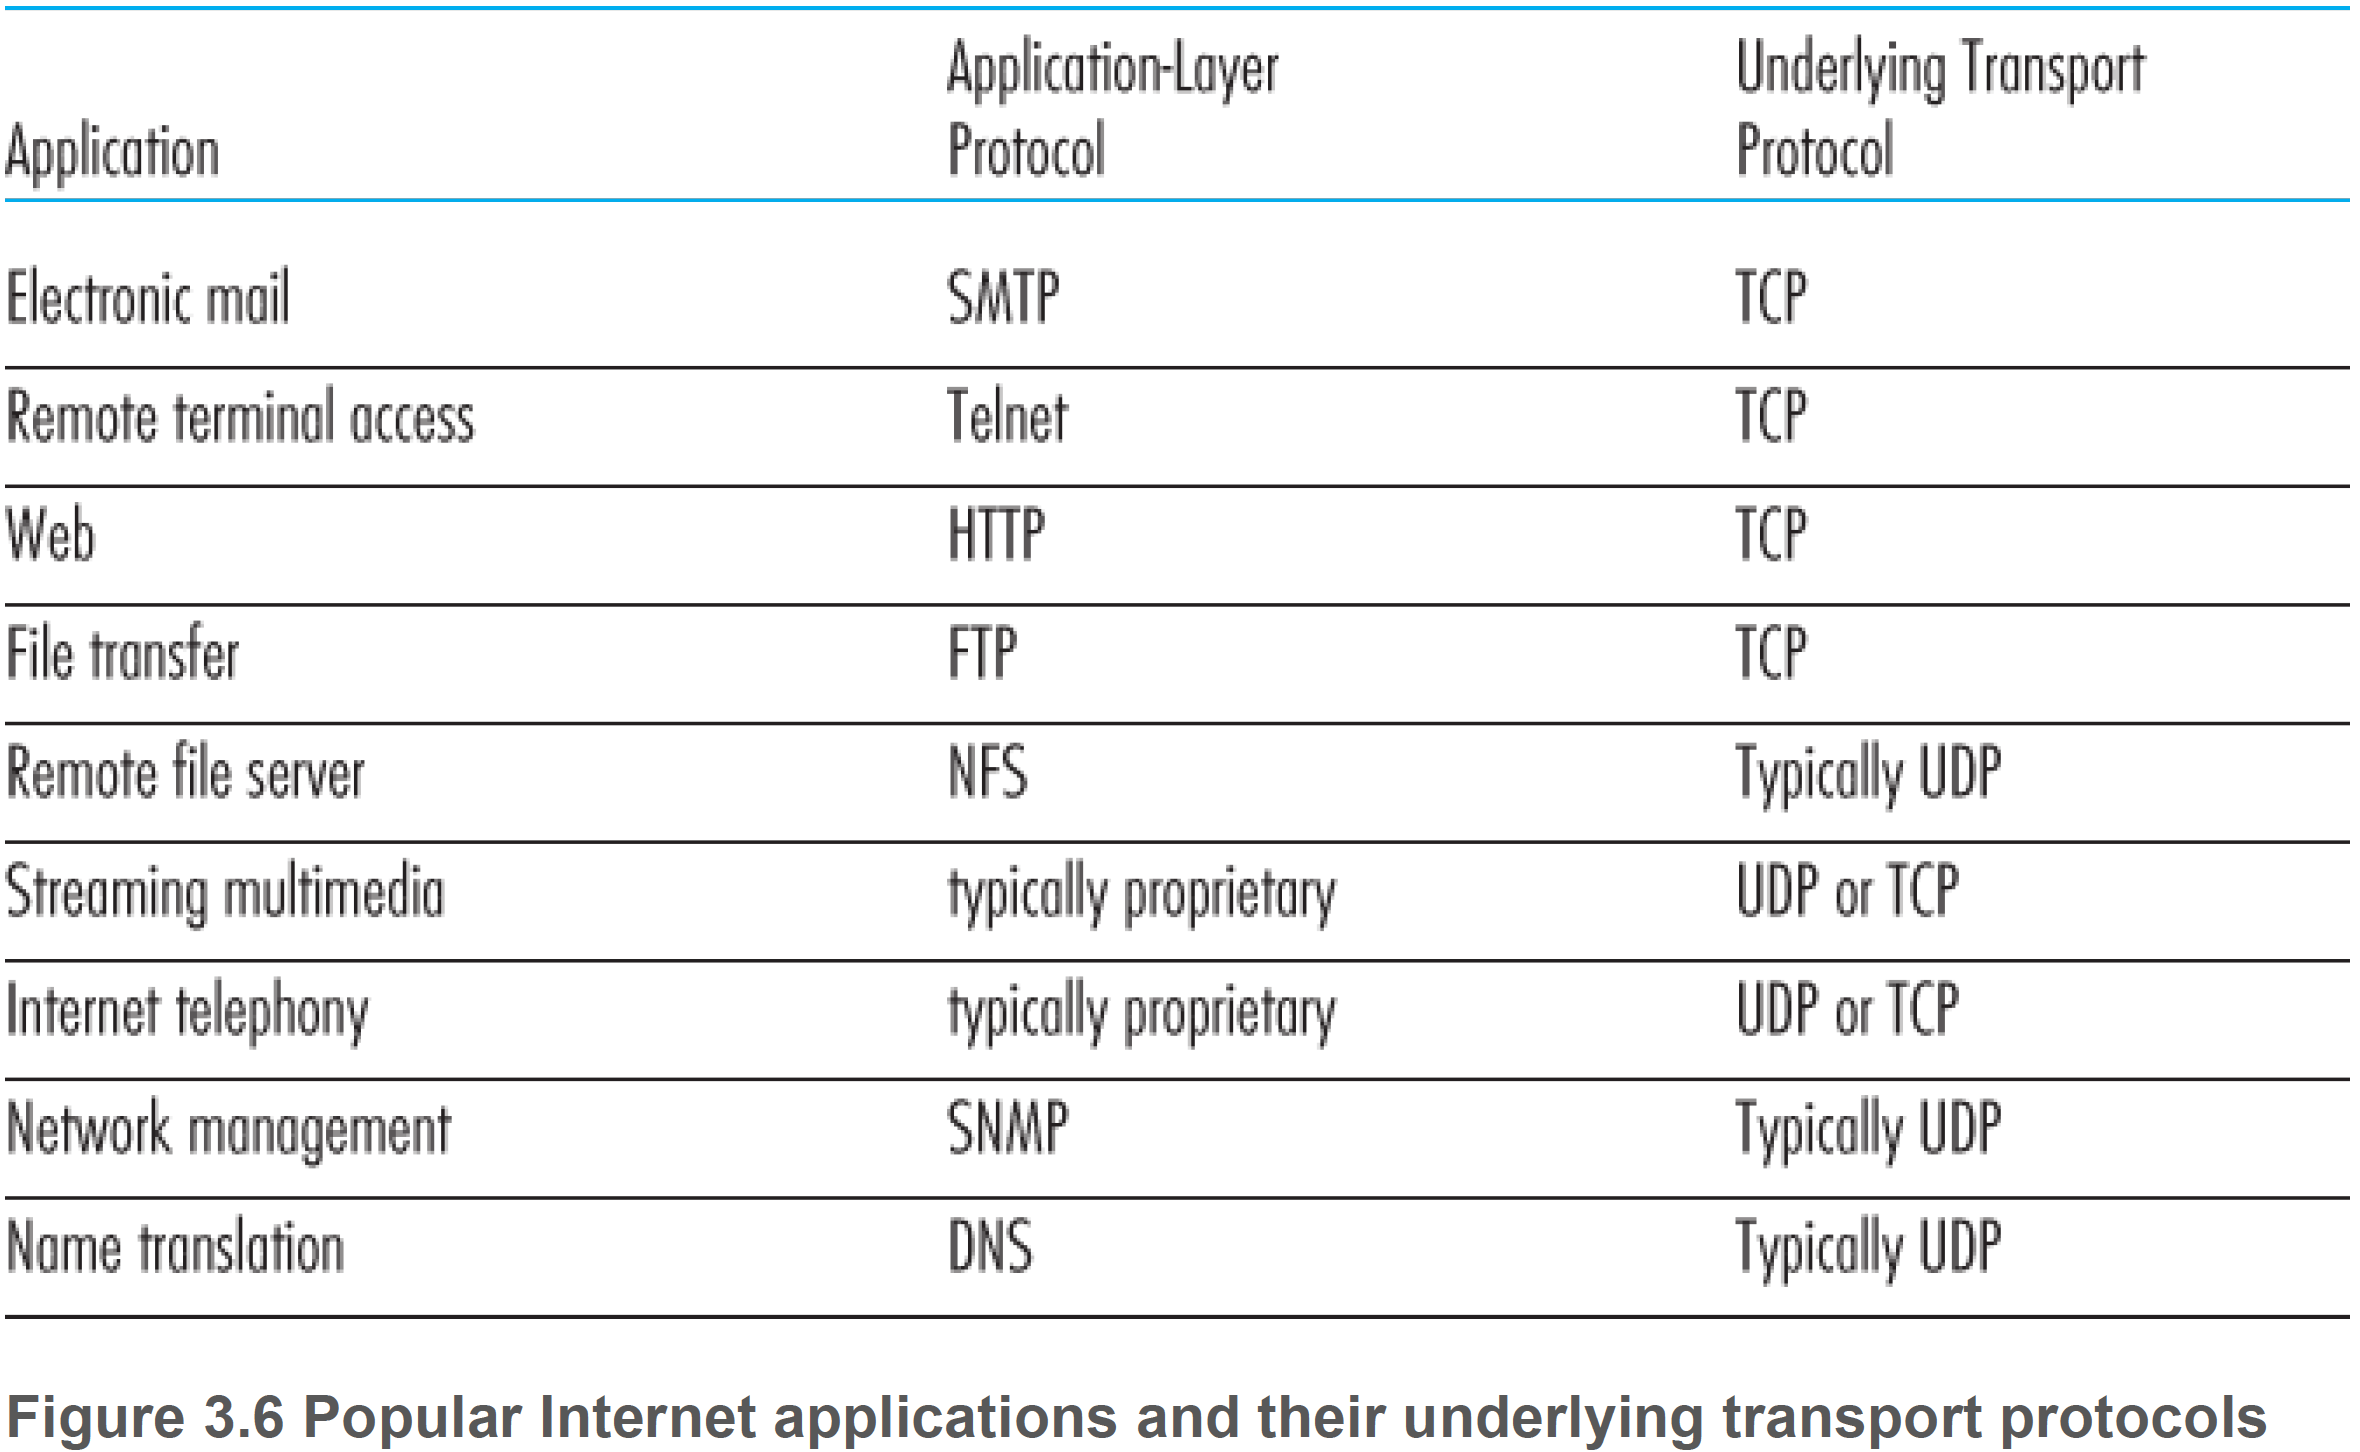 Application Application-Layer Protocol Underlying Transport Protocol
Electronic mail SMTP TCP
Remote terminal access Telnet TCP
Web HTTP TCP
File transfer FTP TCP
Remote file server NFS Typically UDP
Streaming multimedia typically proprietary UDP or TCP
Internet telephony typically proprietary UDP or TCP
Network management SNMP Typically UDP
Name translation DNS Typically UDP
Figure 3.6 Popular Internet applications and their underlying transport protocols